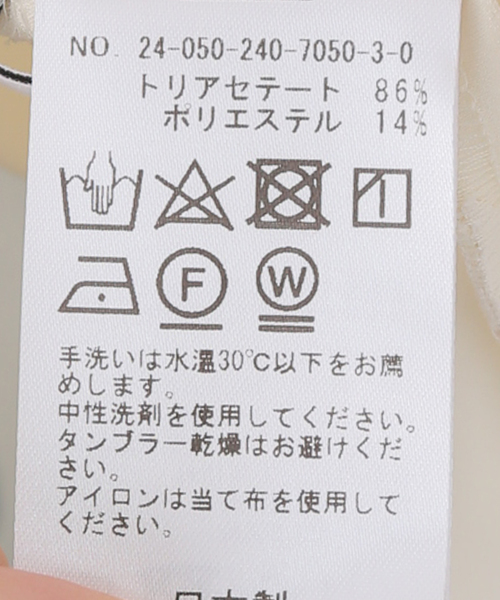 NO. 24-050-240-7050-3-0
トリアセテート 86%
ポリエステル 14%
F
W
手洗いは水温30℃以下をお薦
めします。
中性洗剤を使用してください。
タンブラー乾燥はお避けくだ
さい。
アイロンは当て布を使用して
ください。
日本製